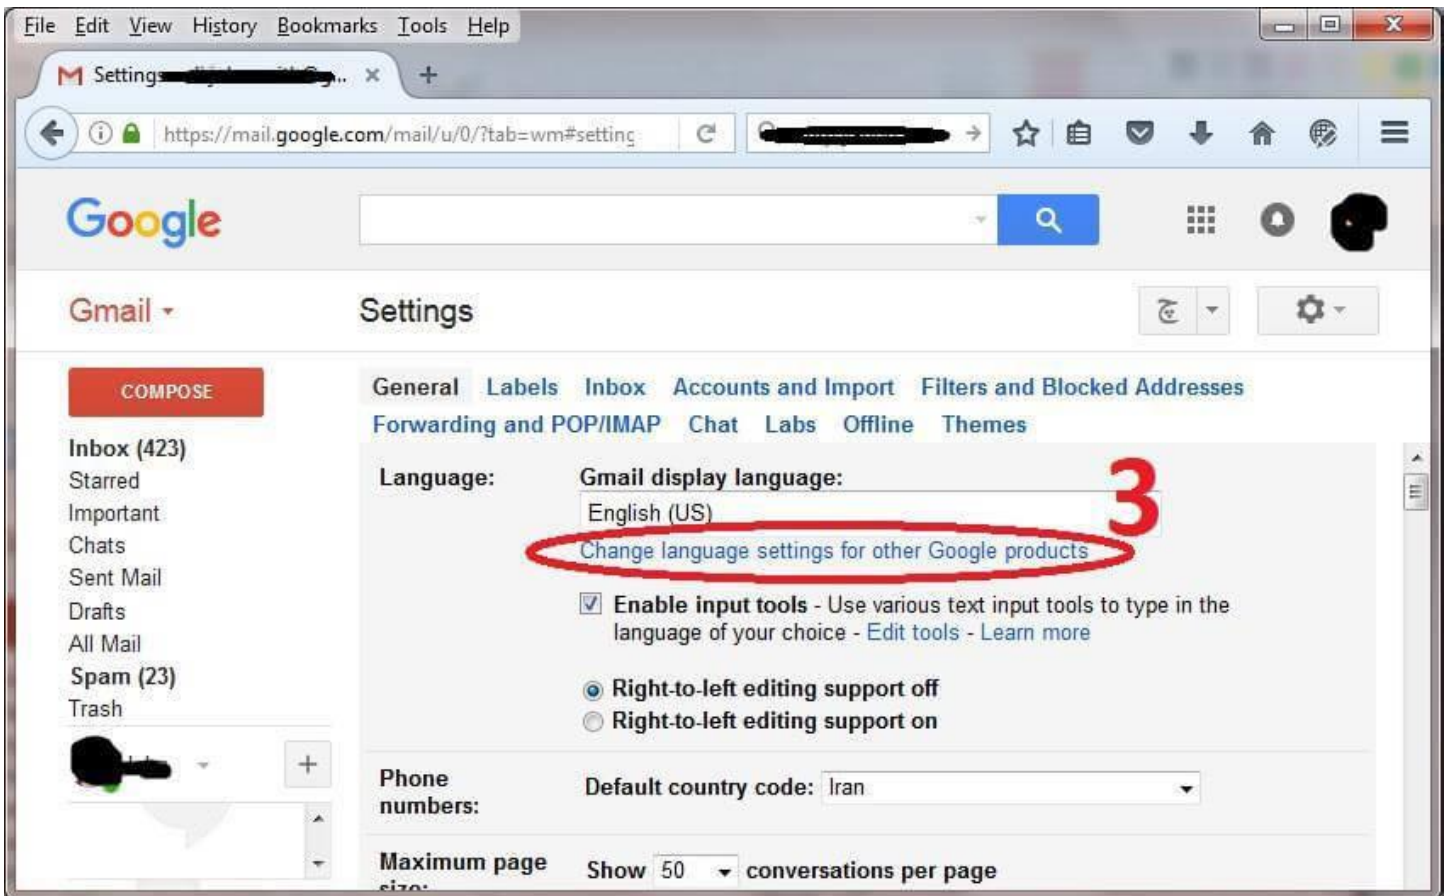 File Edit View History Bookmarks Tools Help
Settings
https://mail.google.com/mail/u/0/?tab=wm#setting
Google
Gmail
Settings
COMPOSE
Inbox (423)
Starred
Important
Chats
Sent Mail
Drafts
All Mail
Spam (23)
Trash
General Labels Inbox Accounts and Import Filters and Blocked Addresses
Forwarding and POP/IMAP Chat Labs Offline Themes
Language:
Gmail display language:
English (US)
3
Change language settings for other Google products
Enable input tools - Use various text input tools to type in the
language of your choice - Edit tools - Learn more
Right-to-left editing support off
Right-to-left editing support on
Phone
numbers:
Default country code: Iran
Maximum page
size:
Show 50 conversations per page